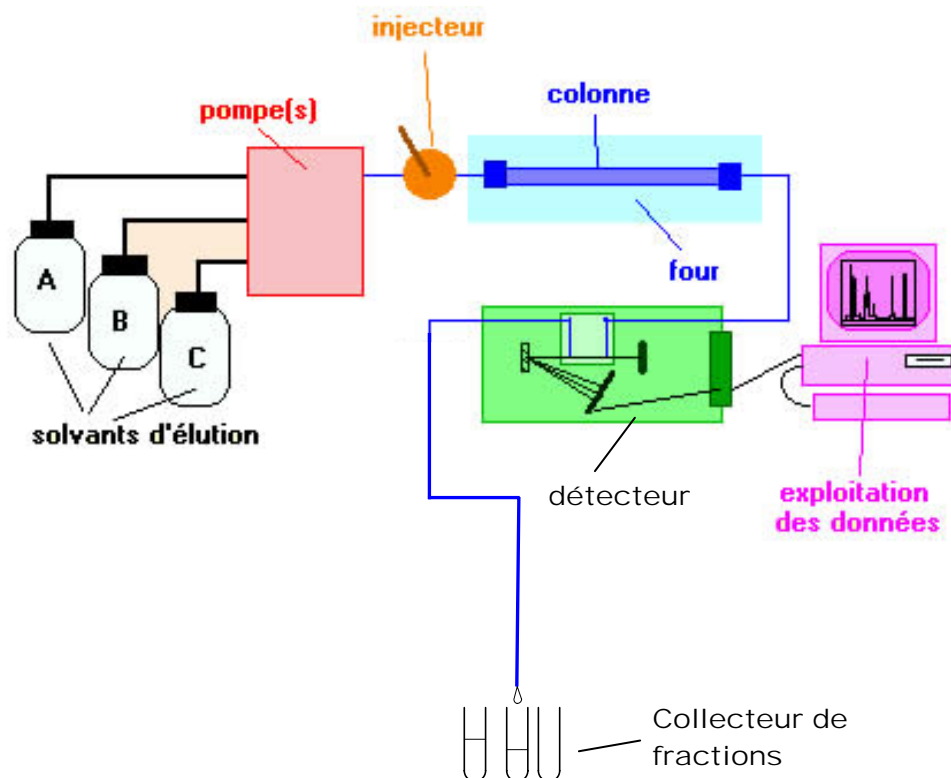 injecteur
pompe(s)
colonne
four
A
B
C
solvants d'élution
détecteur
exploitation
des données
Collecteur de
fractions